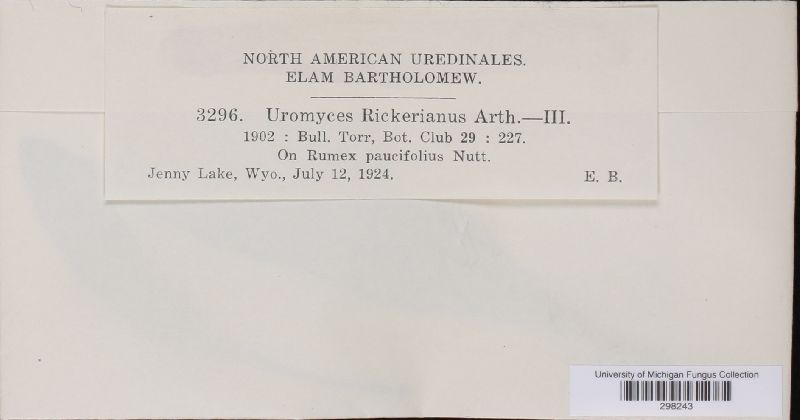 NORTH AMERICAN UREDINALES.
ELAM BARTHOLOMEW.
3296. Uromyces Rickerianus Arth.—III.
1902 : Bull. Torr, Bot. Club 29 : 227.
On Rumex paucifolius Nutt.
Jenny Lake, Wyo., July 12, 1924. E. B.
University of Michigan Fungus Collection
298243